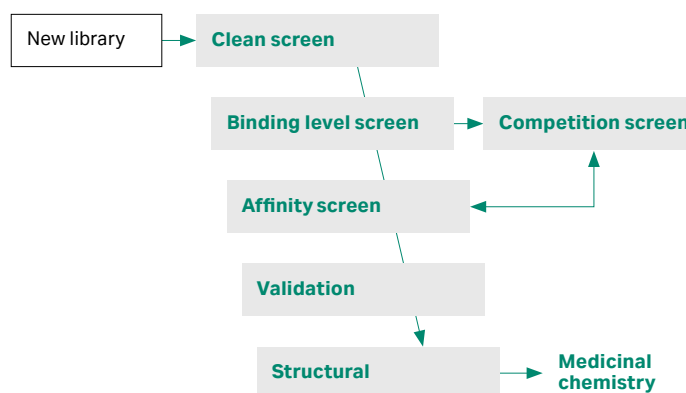 New library
Clean screen
Binding level screen
Competition screen
Affinity screen
Validation
Structural
Medicinal
chemistry